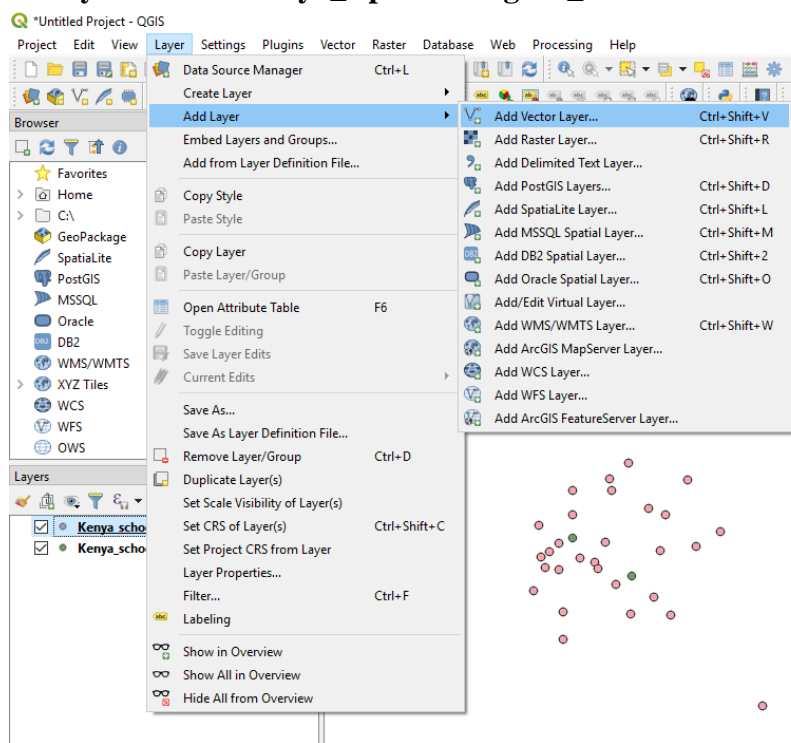 *Untitled Project - QGIS
Project Edit View Layer Settings Plugins Vector Raster Database Web Processing Help
Data Source Manager Ctrl+L
Create Layer
Add Layer
Embed Layers and Groups...
Add from Layer Definition File...
Copy Style
Paste Style
Copy Layer
Paste Layer/Group
Open Attribute Table F6
Toggle Editing
Save Layer Edits
Current Edits
Save As...
Save As Layer Definition File...
Remove Layer/Group Ctrl+D
Duplicate Layer(s)
Set Scale Visibility of Layer(s)
Set CRS of Layer(s) Ctrl+Shift+C
Set Project CRS from Layer
Layer Properties...
Filter... Ctrl+F
Labeling
Show in Overview
Show All in Overview
Hide All from Overview
Add Vector Layer... Ctrl+Shift+V
Add Raster Layer... Ctrl+Shift+R
Add Delimited Text Layer...
Add PostGIS Layers... Ctrl+Shift+D
Add SpatiaLite Layer... Ctrl+Shift+L
Add MSSQL Spatial Layer... Ctrl+Shift+M
Add DB2 Spatial Layer... Ctrl+Shift+2
Add Oracle Spatial Layer... Ctrl+Shift+O
Add/Edit Virtual Layer...
Add WMS/WMTS Layer... Ctrl+Shift+W
Add ArcGIS MapServer Layer...
Add WCS Layer...
Add WFS Layer...
Add ArcGIS FeatureServer Layer...
Browser
Favorites
Home
C:\
GeoPackage
SpatiaLite
PostGIS
MSSQL
Oracle
DB2
WMS/WMTS
XYZ Tiles
WCS
WFS
OWS
Layers
Kenya_scho
Kenya_scho